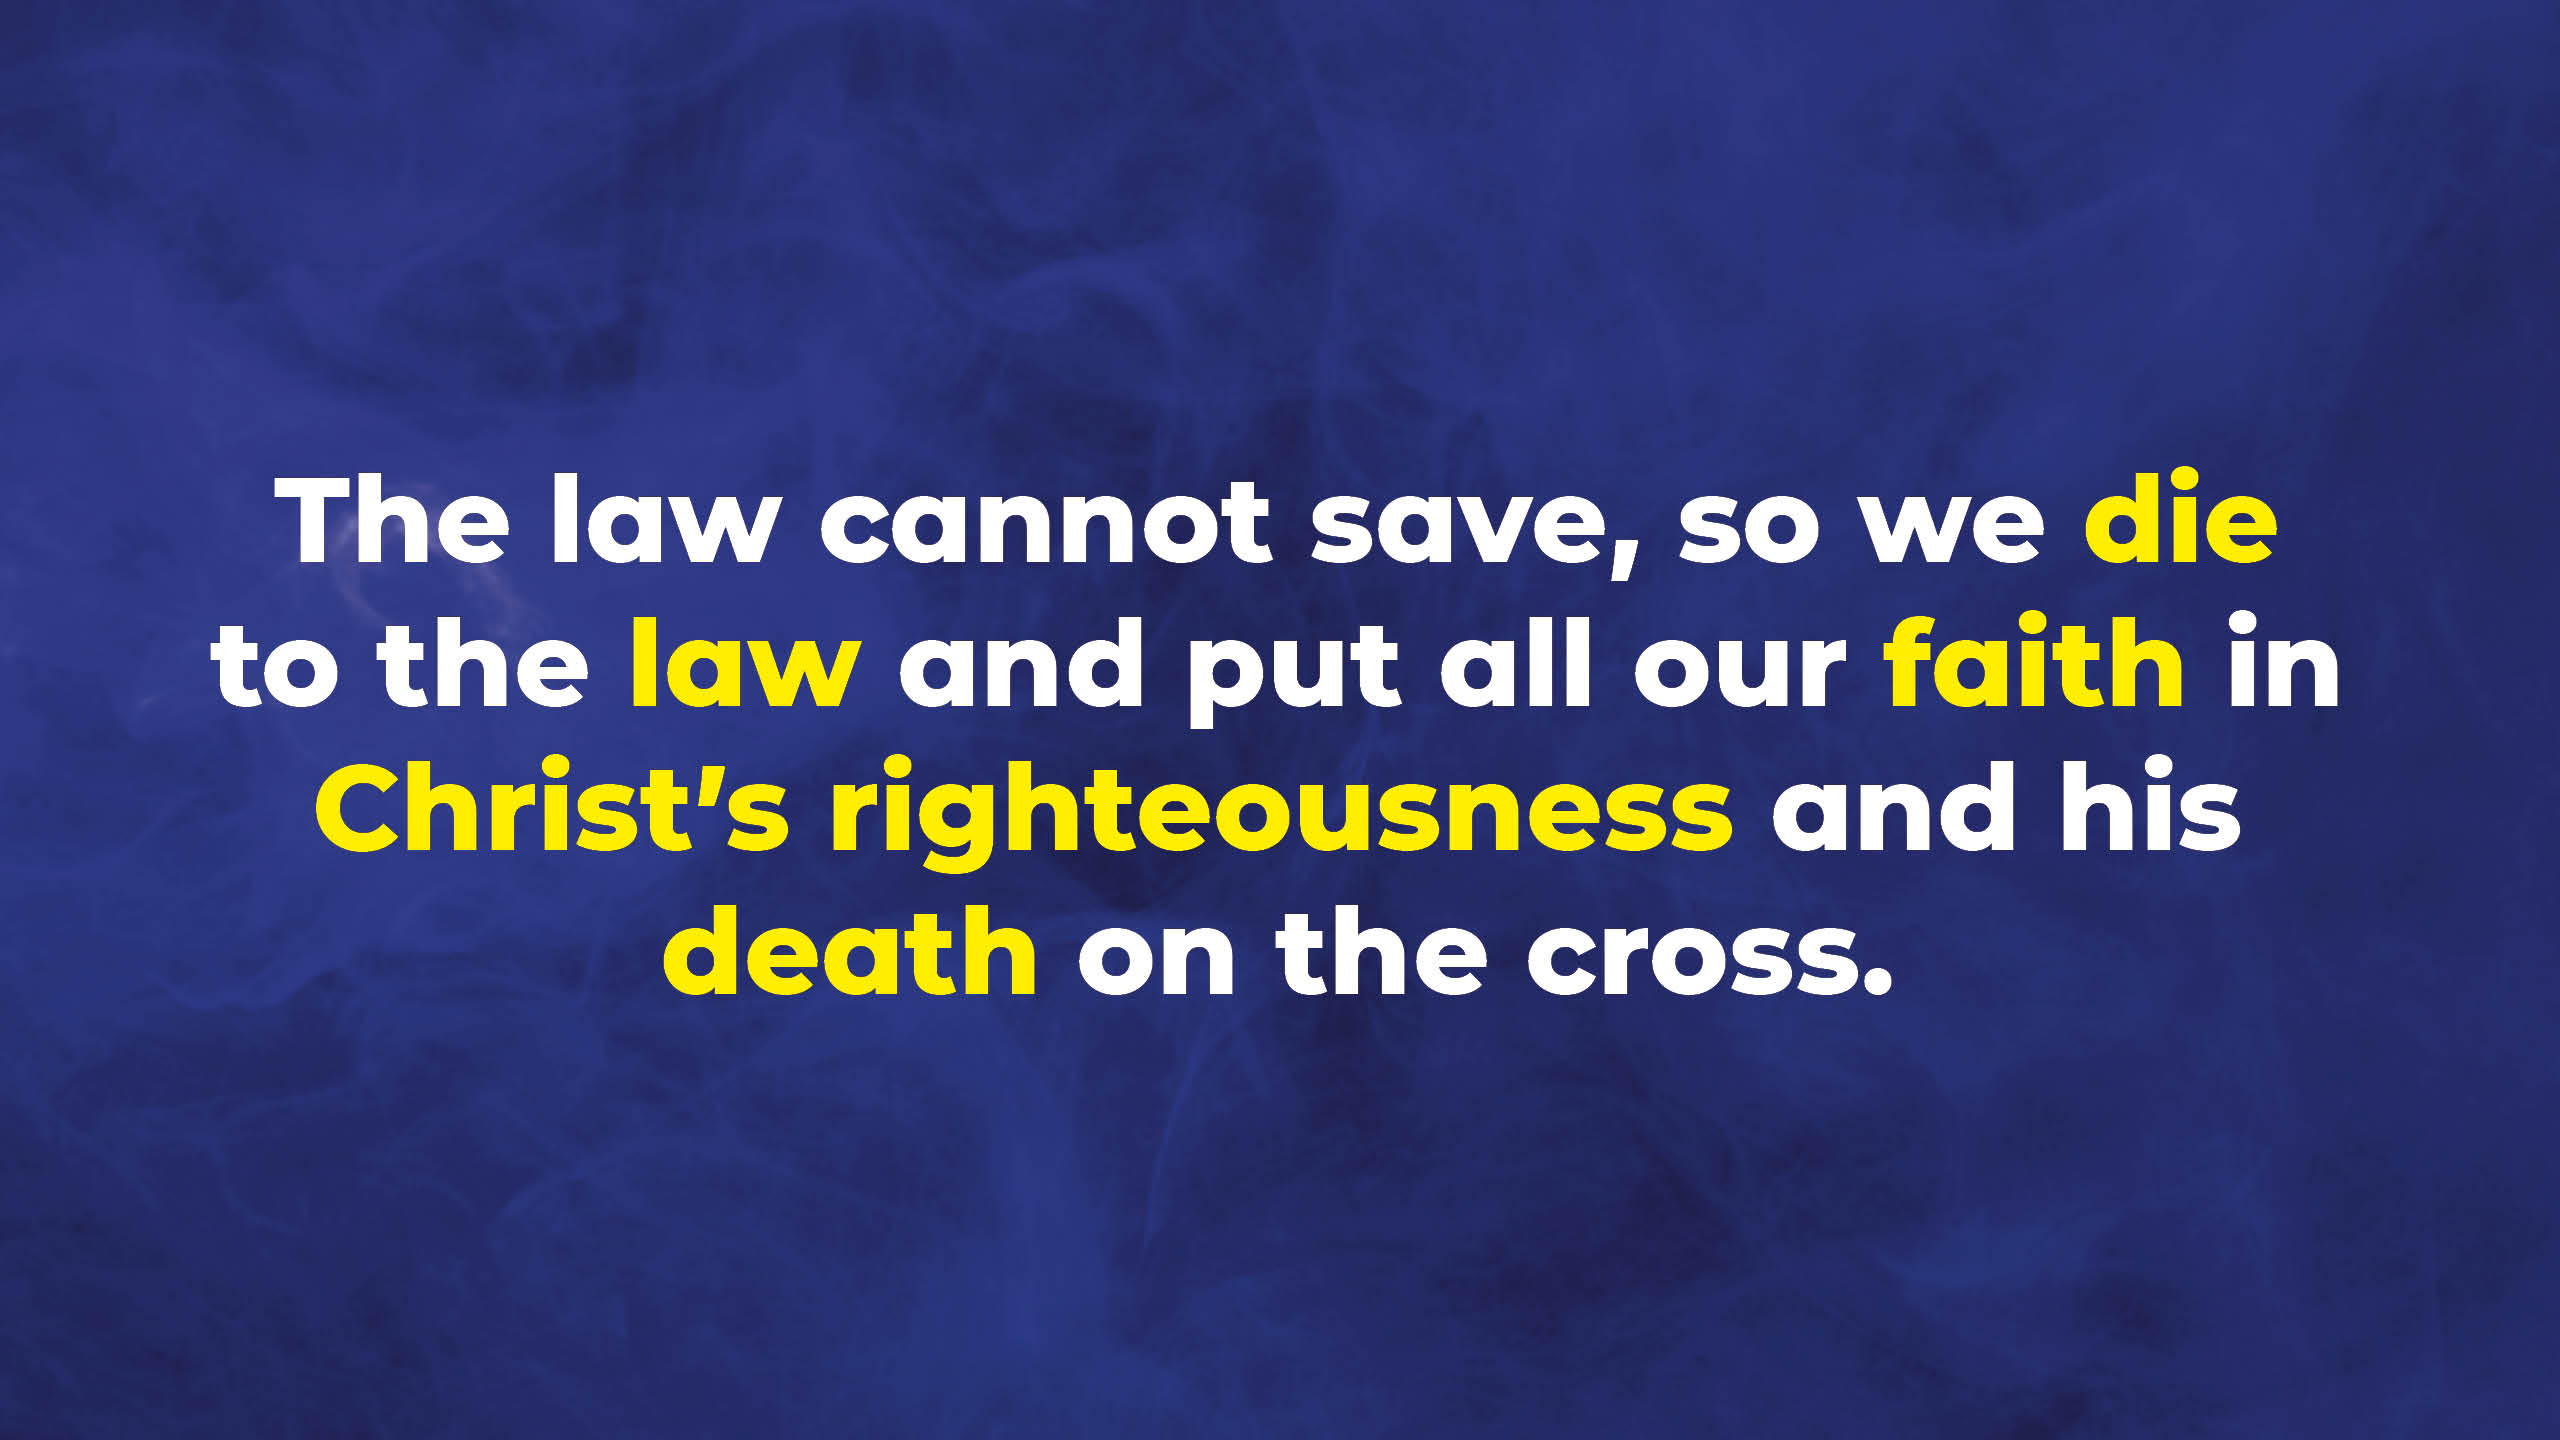 The law cannot save, so we die
to the law and put all our faith in
Christ’s righteousness and his
death on the cross.